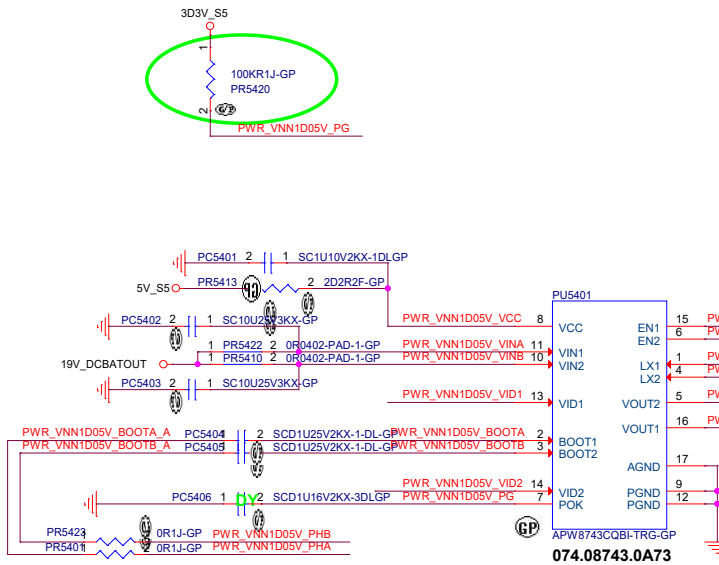 3D3V_S5
1
100KR1J-GP
PR5420
2
G/P
PWR_VNN1D05V_PG
PC5401 2 1 SC1U10V2KX-1DLGP
5V_S5 PR5413 2 2D2R2F-GP
PC5402 2 1 SC10U25V3KX-GP
PR5422 2 0R0402-PAD-1-GP
19V_DCBATOUT 1 PR5410 2 0R0402-PAD-1-GP
PC5403 2 1 SC10U25V3KX-GP
PWR_VNN1D05V_BOOTA_A PC5404 1 2 SCD1U25V2KX-1-DL-GP
PWR_VNN1D05V_BOOTB_A PC5405 2 SCD1U25V2KX-1-DL-GP
PC5406 1 DY 2 SCD1U16V2KX-3DLGP
PR5423 0R1J-GP PWR_VNN1D05V_PHB
PR5401 2 0R1J-GP PWR_VNN1D05V_PHA
PU5401
PWR_VNN1D05V_VCC 8 VCC
PWR_VNN1D05V_VINA 11 VIN1
PWR_VNN1D05V_VINB 10 VIN2
PWR_VNN1D05V_VID1 13 VID1
PWR_VNN1D05V_BOOTA 2 BOOT1
PWR_VNN1D05V_BOOTB 3 BOOT2
PWR_VNN1D05V_VID2 14 VID2
PWR_VNN1D05V_PG 7 POK
EN1 15
EN2 6
LX1 1
LX2 4
VOUT2 5
VOUT1 16
AGND 17
PGND 9
PGND 12
GP
APW8743CQBI-TRG-GP
074.08743.0A73